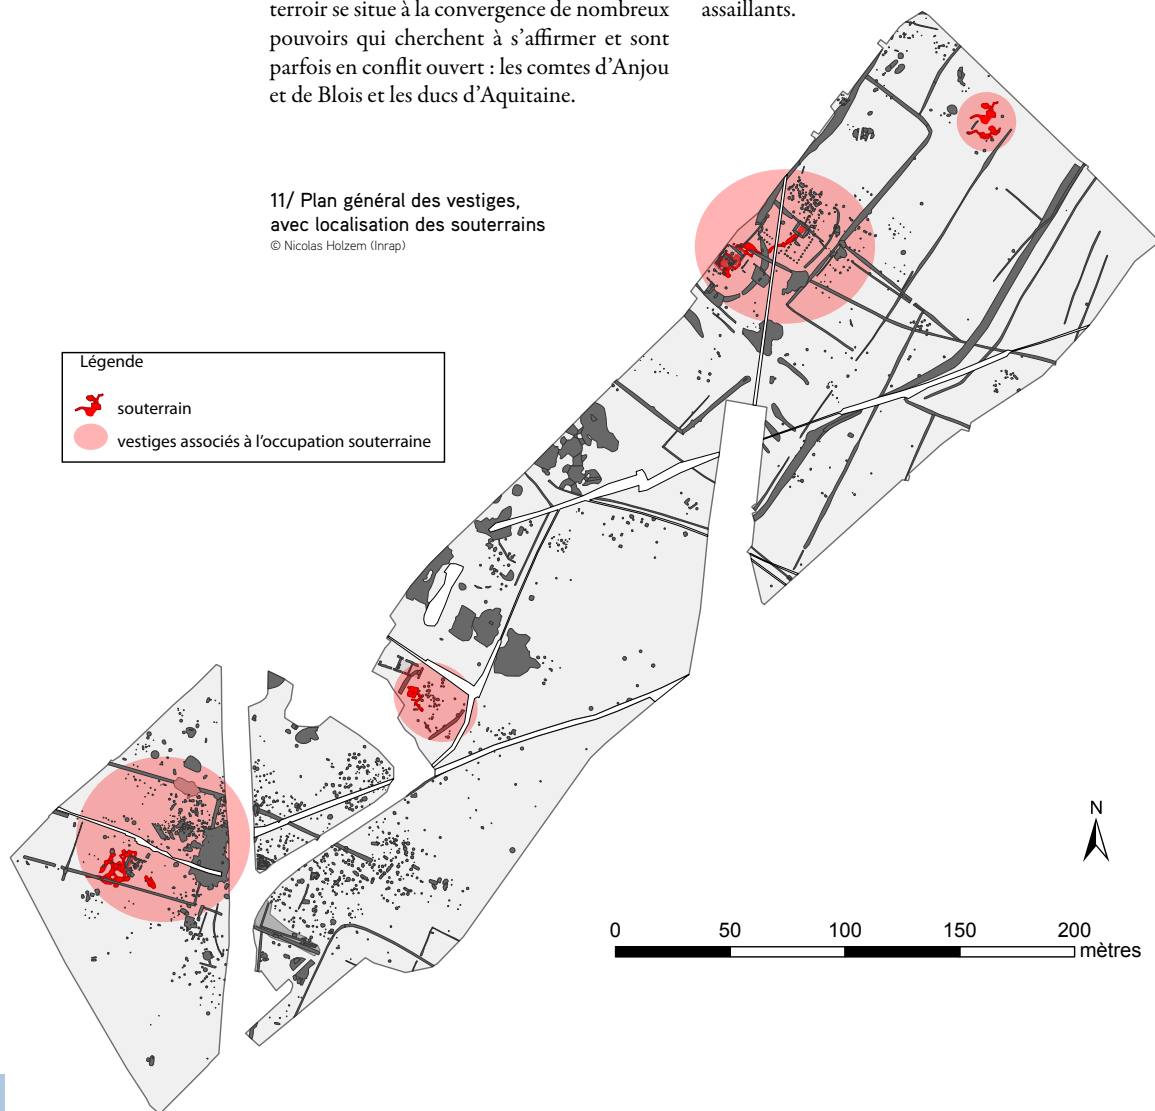 terroir se situe à la convergence de nombreux
pouvoirs qui cherchent à s’affirmer et sont
parfois en conflit ouvert : les comtes d’Anjou
et de Blois et les ducs d’Aquitaine.
assaillants.
11/ Plan général des vestiges,
avec localisation des souterrains
© Nicolas Holzem (Inrap)
Légende
souterrain
vestiges associés à l’occupation souterraine
N
0 50 100 150 200
mètres